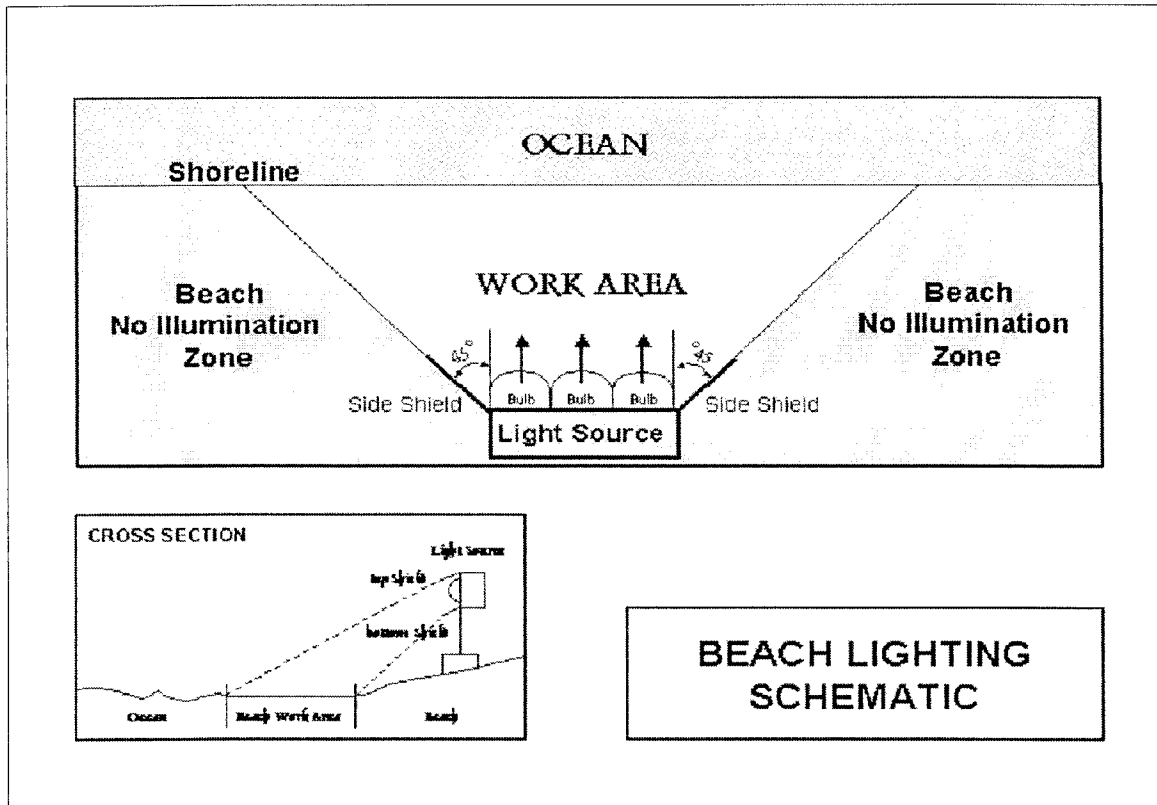 OCEAN
Shoreline
WORK AREA
Beach
No Illumination
Zone
Beach
No Illumination
Zone
45°
45°
Side Shield
Bulb
Bulb
Bulb
Side Shield
Light Source
CROSS SECTION
Light Source
Top Shield
Bottom Shield
Ocean
Beach Work Area
Beach
BEACH LIGHTING
SCHEMATIC